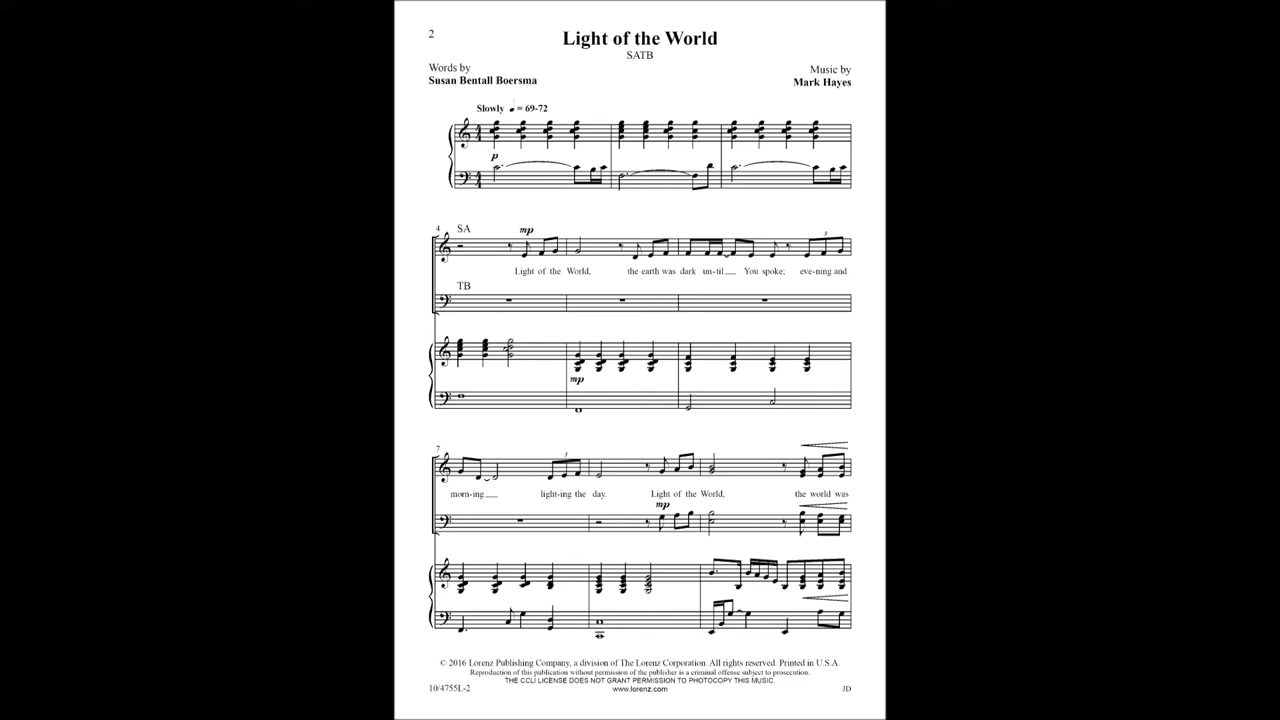 2
Light of the World
SATB
Words by
Susan Bentall Boersma
Music by
Mark Hayes
Slowly ♩ = 69-72
p
4
SA
mp
Light of the World, the earth was dark un-til You spoke; eve-ning and
TB
mp
7
morn-ing light-ing the day. Light of the World, the world was
mp
© 2016 Lorenz Publishing Company, a division of The Lorenz Corporation. All rights reserved. Printed in U.S.A.
Reproduction of this publication without permission of the publisher is a criminal offense subject to prosecution.
THE CCLI LICENSE DOES NOT GRANT PERMISSION TO PHOTOCOPY THIS MUSIC.
www.lorenz.com
10/4755L-2
JD